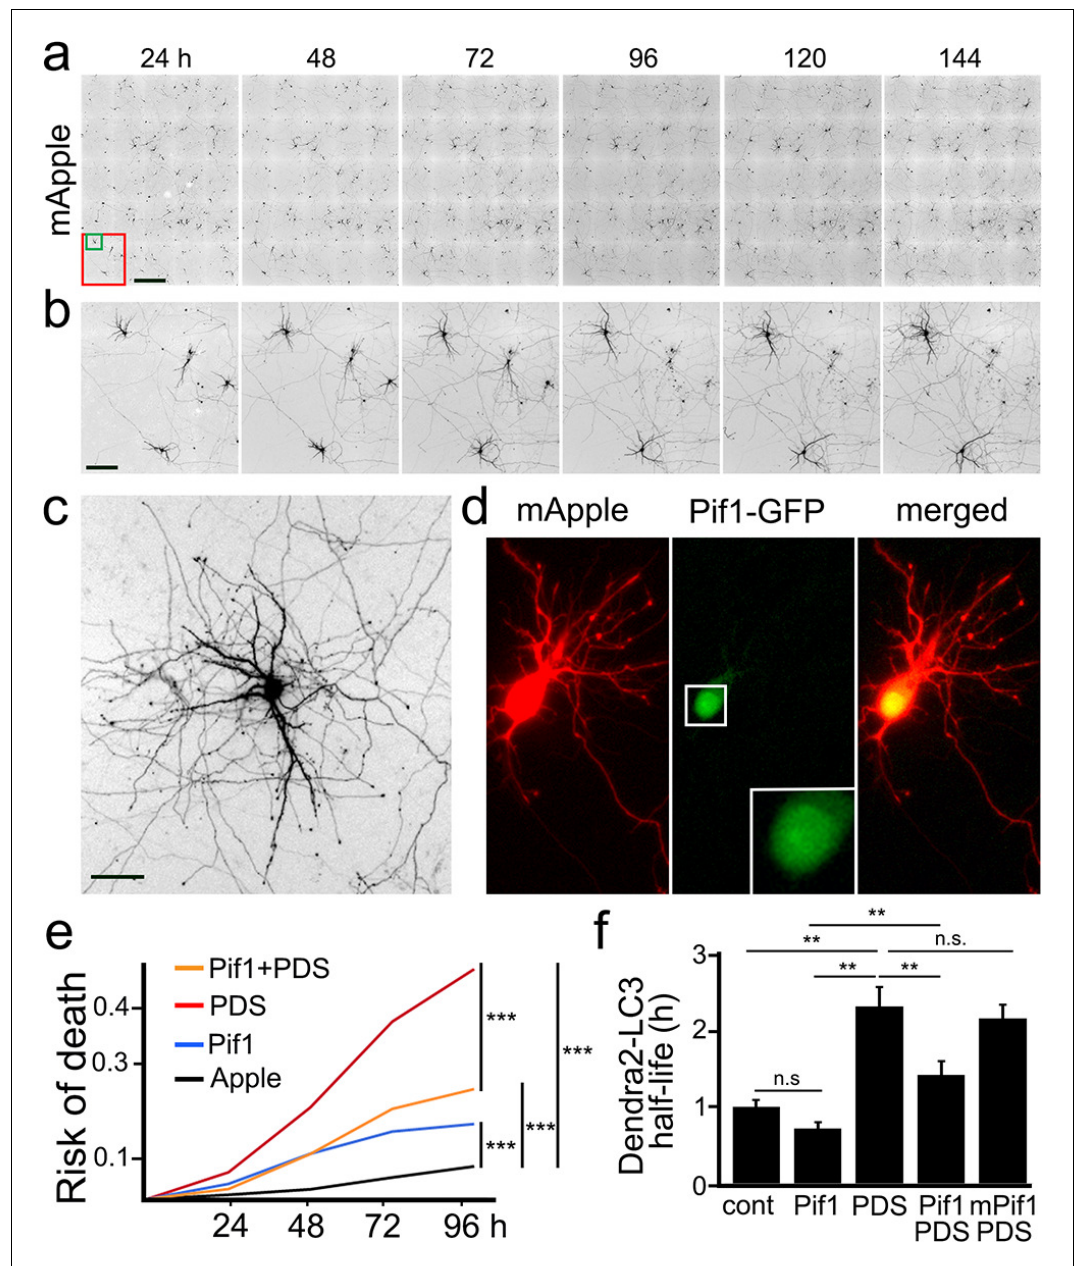 a
24 h 48 72 96 120 144
mApple
b
c
d
mApple Pif1-GFP merged
e
Risk of death
0.4
0.3
0.1
Pif1+PDS
PDS
Pif1
Apple
***
***
***
***
24 48 72 96 h
f
Dendra2-LC3
half-life (h)
3
2
1
0
**
** n.s.
** **
n.s
cont Pif1 PDS Pif1 mPif1
PDS PDS